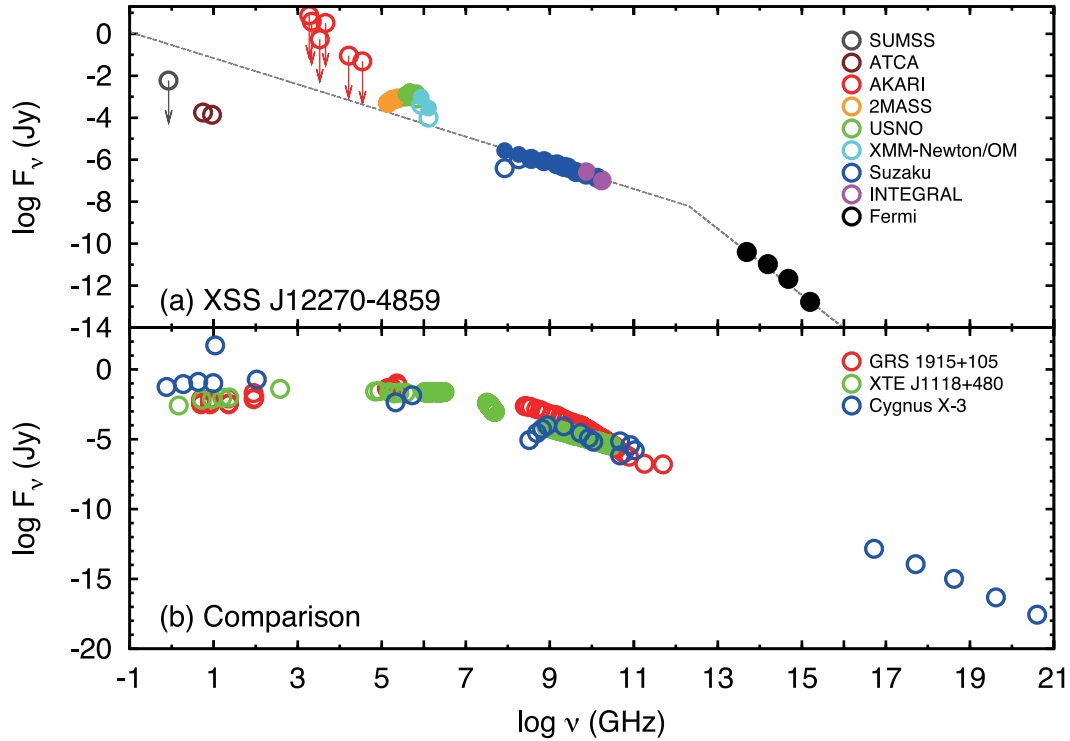 0
-2
-4
-6
-8
-10
-12
-14
log Fν (Jy)
SUMSS
ATCA
AKARI
2MASS
USNO
XMM-Newton/OM
Suzaku
INTEGRAL
Fermi
(a) XSS J12270-4859
0
-5
-10
-15
-20
log Fν (Jy)
GRS 1915+105
XTE J1118+480
Cygnus X-3
(b) Comparison
-1 1 3 5 7 9 11 13 15 17 19 21
log ν (GHz)